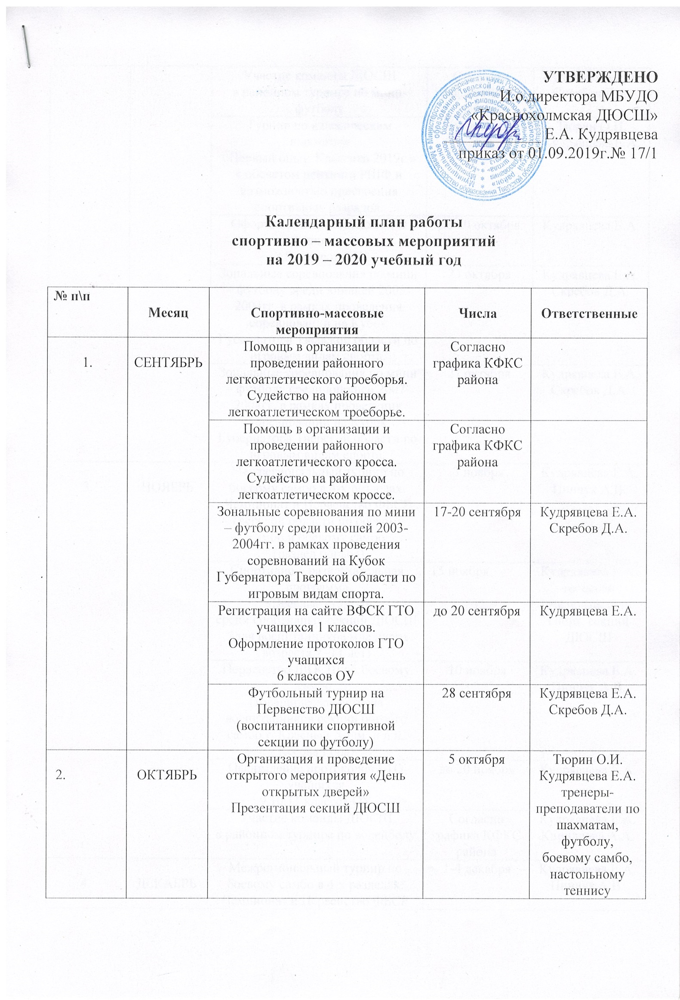 УТВЕРЖДЕНО
И.о.директора МБУДО
«Краснохолмская ДЮСШ»
Е.А. Кудрявцева
приказ от 01.09.2019г.№ 17/1
Календарный план работы
спортивно – массовых мероприятий
на 2019 – 2020 учебный год
№ п\п
Месяц
Спортивно-массовые
мероприятия
Числа
Ответственные
1.
СЕНТЯБРЬ
Помощь в организации и
проведении районного
легкоатлетического троеборья.
Судейство на районном
легкоатлетическом троеборье.
Согласно
графика КФКС
района
Помощь в организации и
проведении районного
легкоатлетического кросса.
Судейство на районном
легкоатлетическом кроссе.
Согласно
графика КФКС
района
Зональные соревнования по мини
– футболу среди юношей 2003-
2004гг. в рамках проведения
соревнований на Кубок
Губернатора Тверской области по
игровым видам спорта.
17-20 сентября
Кудрявцева Е.А.
Скребов Д.А.
Регистрация на сайте ВФСК ГТО
учащихся 1 классов.
Оформление протоколов ГТО
учащихся
6 классов ОУ
до 20 сентября
Кудрявцева Е.А.
Футбольный турнир на
Первенство ДЮСШ
(воспитанники спортивной
секции по футболу)
28 сентября
Кудрявцева Е.А.
Скребов Д.А.
2.
ОКТЯБРЬ
Организация и проведение
открытого мероприятия «День
открытых дверей»
Презентация секций ДЮСШ
5 октября
Тюрин О.И.
Кудрявцева Е.А.
тренеры-
преподаватели по
шахматам,
футболу,
боевому самбо,
настольному
теннису